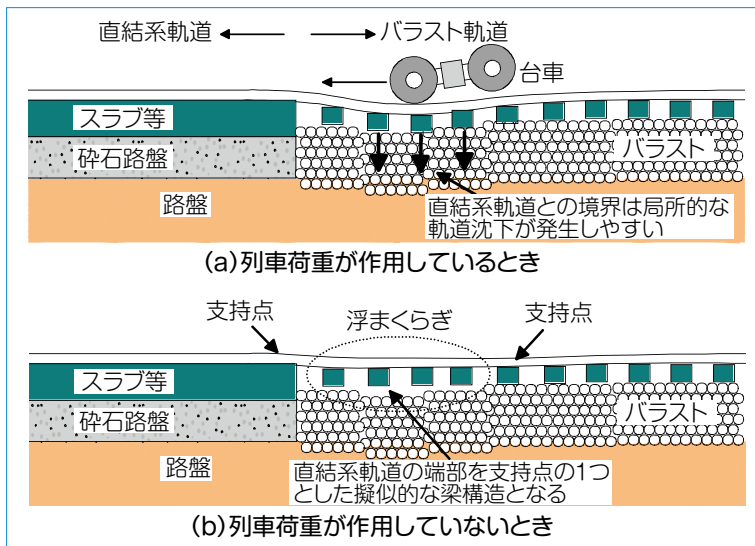 直結系軌道
バラスト軌道
台車
スラブ等
砕石路盤
バラスト
路盤
直結系軌道との境界は局所的な
軌道沈下が発生しやすい
(a)列車荷重が作用しているとき
支持点
浮まくらぎ
支持点
スラブ等
砕石路盤
バラスト
路盤
直結系軌道の端部を支持点の1つ
とした擬似的な梁構造となる
(b)列車荷重が作用していないとき